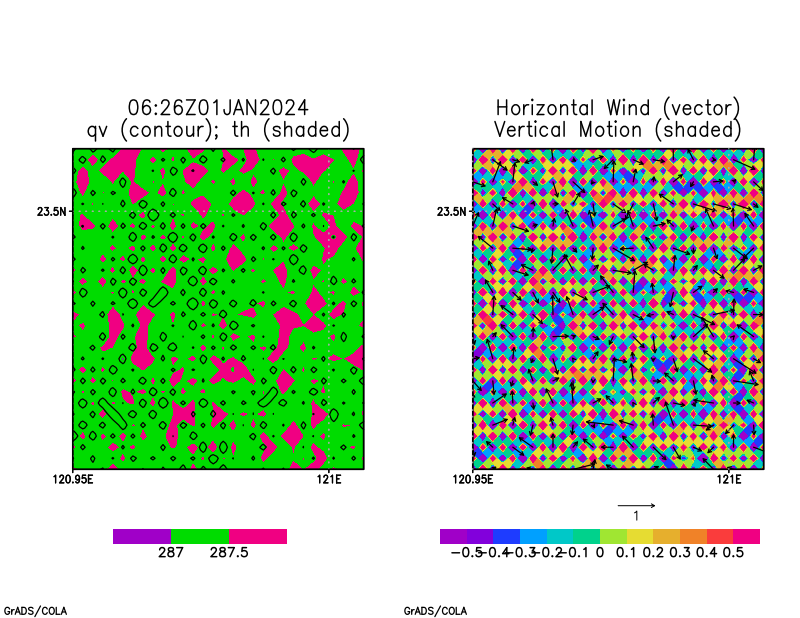 06:26Z01JAN2024
qv (contour); th (shaded)
23.5N
120.95E
121E
287
287.5
GrADS/COLA
Horizontal Wind (vector)
Vertical Motion (shaded)
23.5N
120.95E
121E
1
-0.5 -0.4 -0.3 -0.2 -0.1 0 0.1 0.2 0.3 0.4 0.5
GrADS/COLA